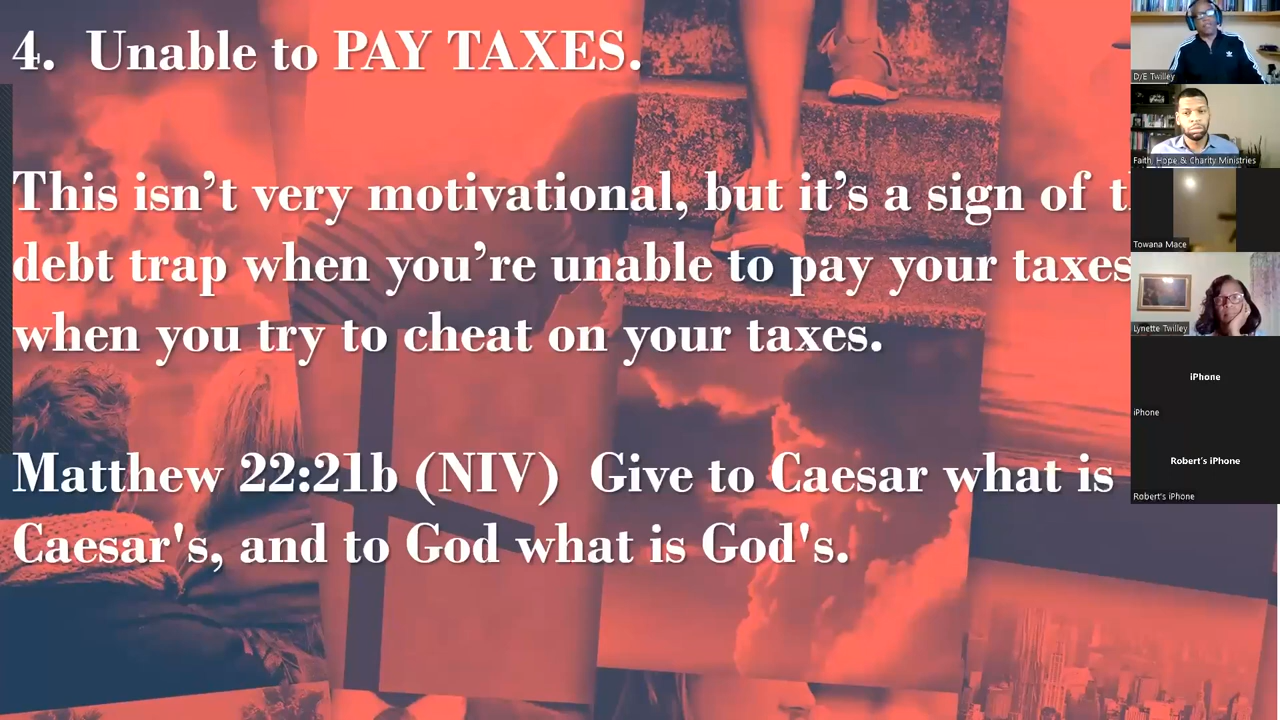 4. Unable to PAY TAXES.
This isn't very motivational, but it's a sign of
debt trap when you're unable to pay your taxes
when you try to cheat on your taxes.
Matthew 22:21b (NIV) Give to Caesar what is
Caesar's, and to God what is God's.
D/E Twilley
Faith, Hope & Charity Ministries
Towana Mace
Lynette Twilley
iPhone
iPhone
Robert's iPhone
Robert's iPhone